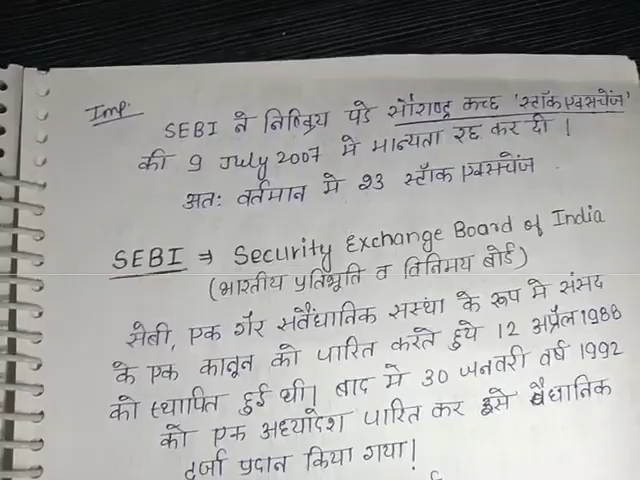 Imp.
SEBI ने निष्क्रिय पडे सौराष्ट्र कच्छ 'स्टॉक एक्सचेंज'
की 9 July 2007 मे मान्यता रद्द कर दी ।
अतः वर्तमान मे 23 स्टॉक एक्सचेंज
SEBI ⇒ Security Exchange Board of India
(भारतीय प्रतिभूति व विनिमय बोर्ड)
सेबी, एक गैर संवैधानिक संस्था के रूप मे संसद
के एक कानून को पारित करते हुये 12 अप्रैल 1988
को स्थापित हुई थी। बाद मे 30 जनवरी वर्ष 1992
को एक अध्यादेश पारित कर इसे वैधानिक
दर्जा प्रदान किया गया!